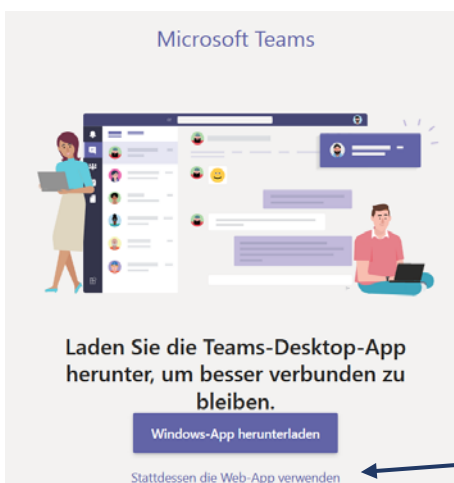 Microsoft Teams
Laden Sie die Teams-Desktop-App
herunter, um besser verbunden zu
bleiben.
Windows-App herunterladen
Stattdessen die Web-App verwenden